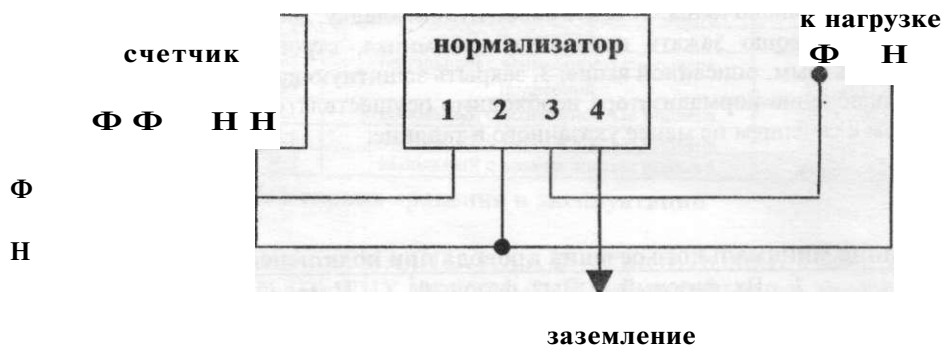 к нагрузке
счетчик
нормализатор
Ф Н
Ф Ф Н Н
1 2 3 4
Ф
Н
заземление